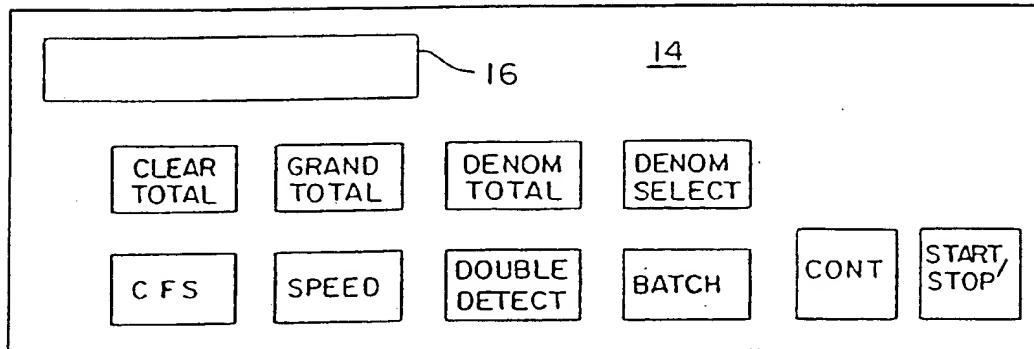 16
14
CLEAR
TOTAL
GRAND
TOTAL
DENOM
TOTAL
DENOM
SELECT
CFS
SPEED
DOUBLE
DETECT
BATCH
CONT
START/
STOP